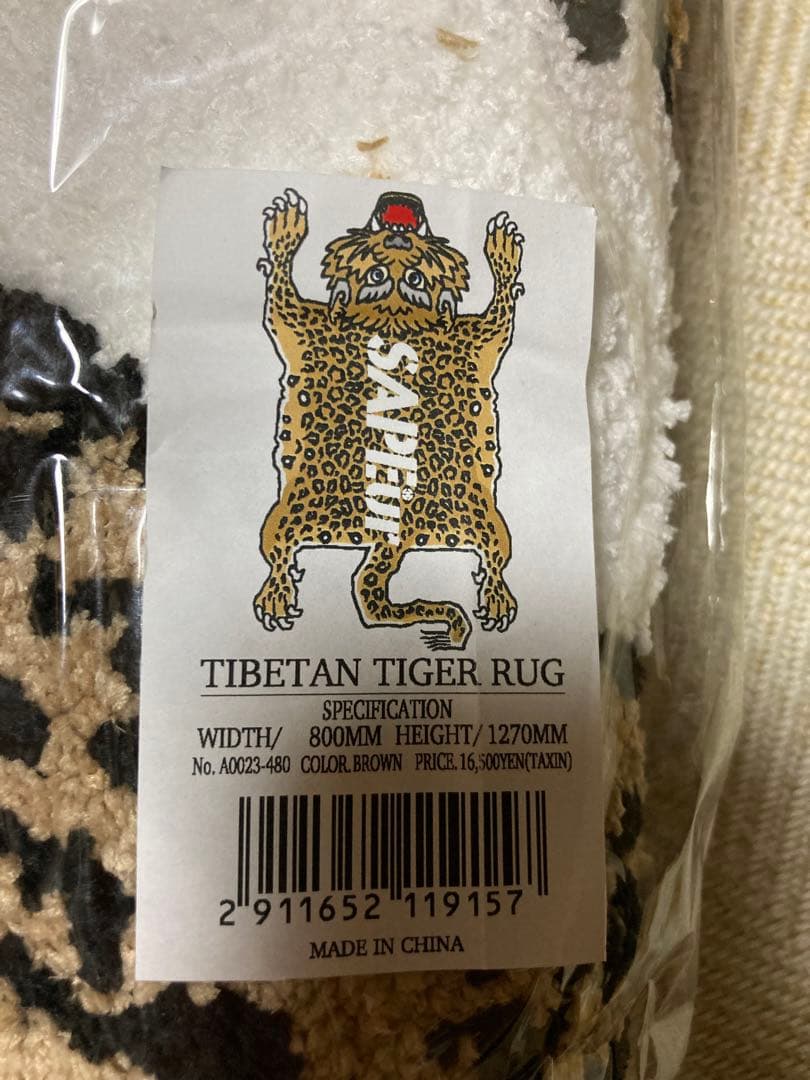 SAPEur
TIBETAN TIGER RUG
SPECIFICATION
WIDTH/ 800MM HEIGHT/ 1270MM
No. A0023-480 COLOR. BROWN PRICE. 16,500YEN(TAXIN)
2 911652 119157
MADE IN CHINA